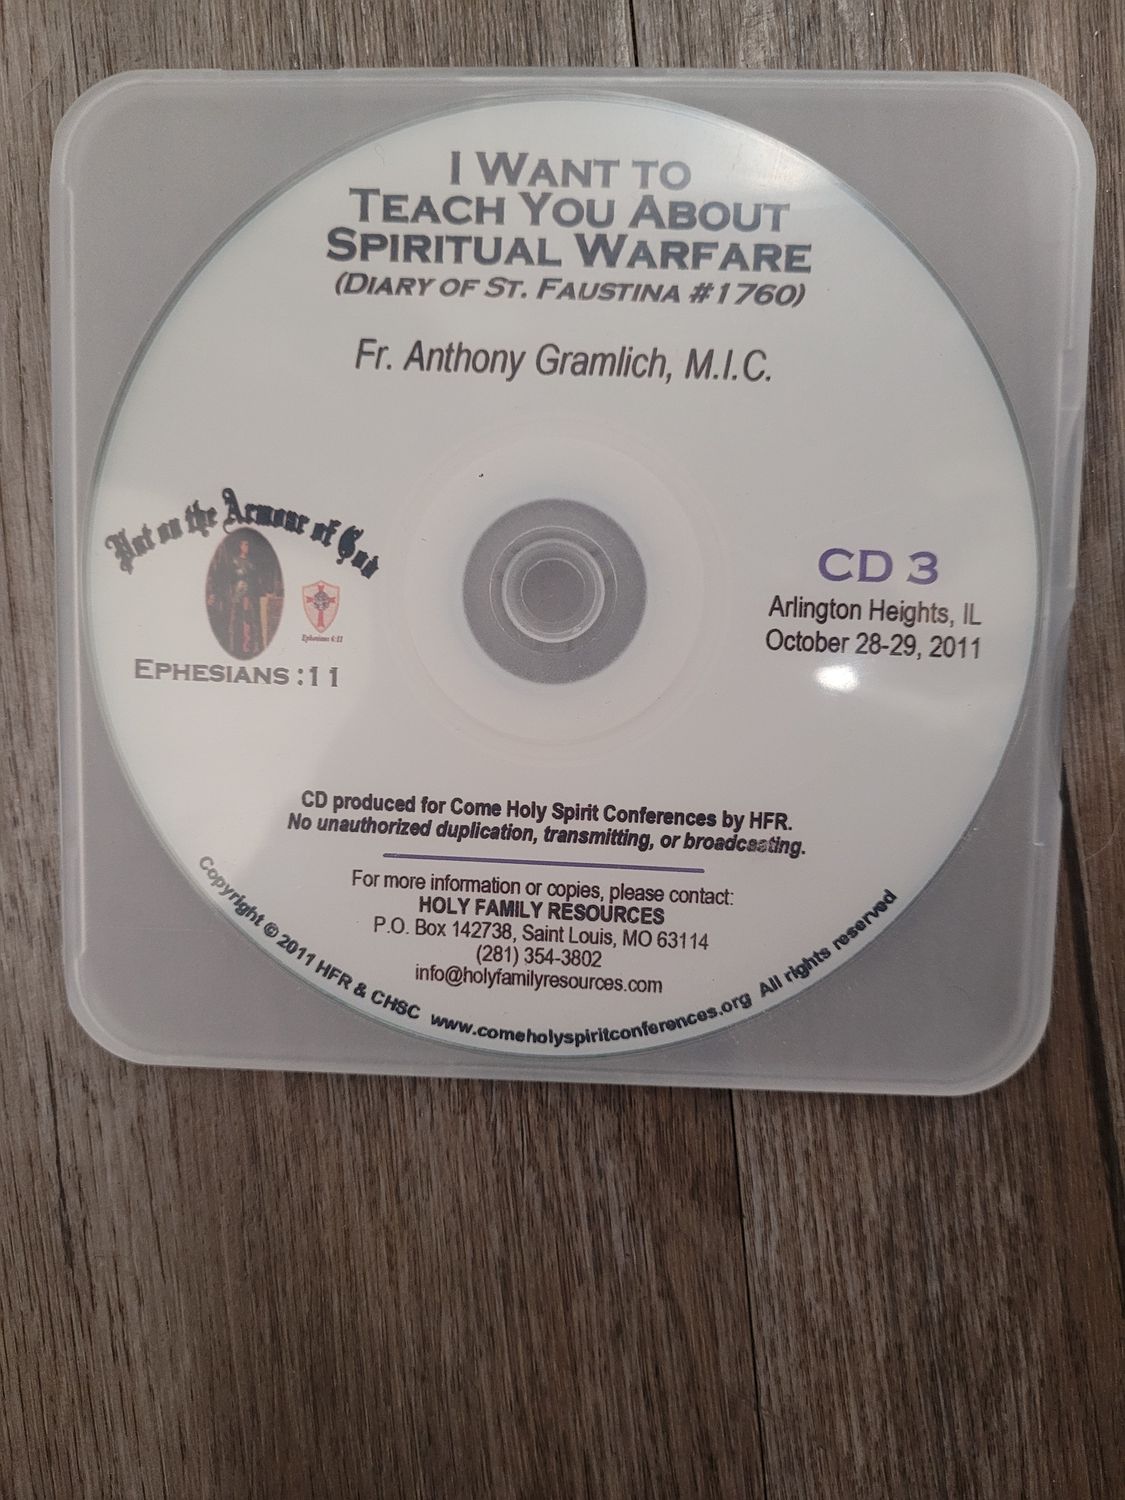 I WANT TO
TEACH YOU ABOUT
SPIRITUAL WARFARE
(DIARY OF ST. FAUSTINA #1760)
Fr. Anthony Gramlich, M.I.C.
Put on the Armour of God
Ephesians 6:11
EPHESIANS :11
CD 3
Arlington Heights, IL
October 28-29, 2011
CD produced for Come Holy Spirit Conferences by HFR.
No unauthorized duplication, transmitting, or broadcasting.
For more information or copies, please contact:
HOLY FAMILY RESOURCES
P.O. Box 142738, Saint Louis, MO 63114
(281) 354-3802
info@holyfamilyresources.com
Copyright © 2011 HFR & CHSC www.comeholyspiritconferences.org All rights reserved